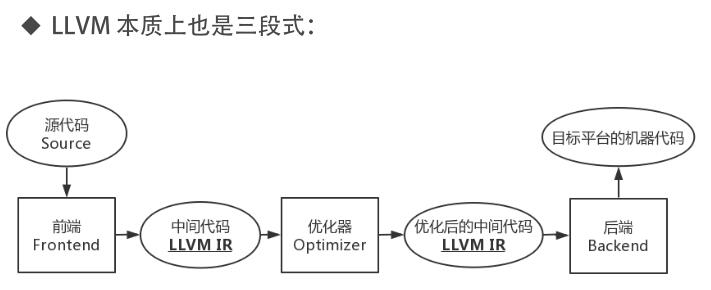 ◆ LLVM 本质上也是三段式：
源代码
Source
目标平台的机器代码
前端
Frontend
中间代码
LLVM IR
优化器
Optimizer
优化后的中间代码
LLVM IR
后端
Backend